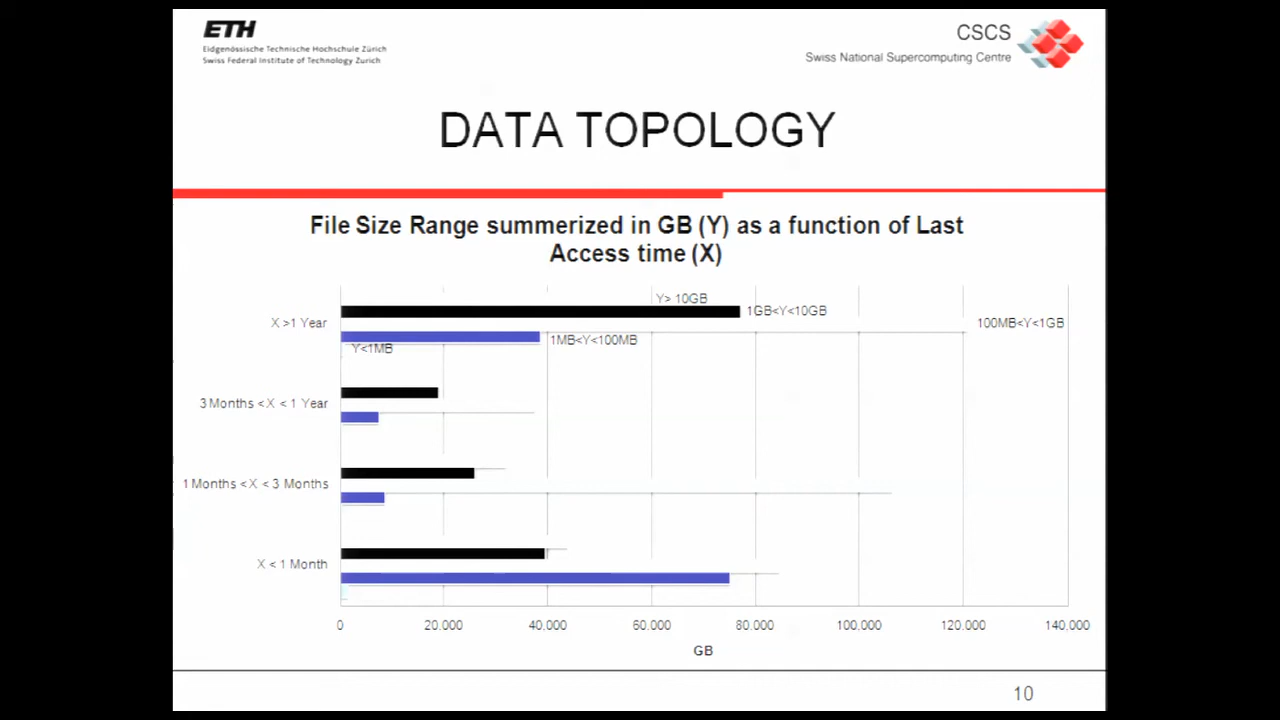 ETH
Eidgenössische Technische Hochschule Zürich
Swiss Federal Institute of Technology Zurich
CSCS
Swiss National Supercomputing Centre
DATA TOPOLOGY
File Size Range summerized in GB (Y) as a function of Last
Access time (X)
Y> 10GB
1GB<Y<10GB
X >1 Year
100MB<Y<1GB
1MB<Y<100MB
Y<1MB
3 Months <X < 1 Year
1 Months <X < 3 Months
X < 1 Month
0 20.000 40.000 60.000 80.000 100.000 120.000 140.000
GB
10